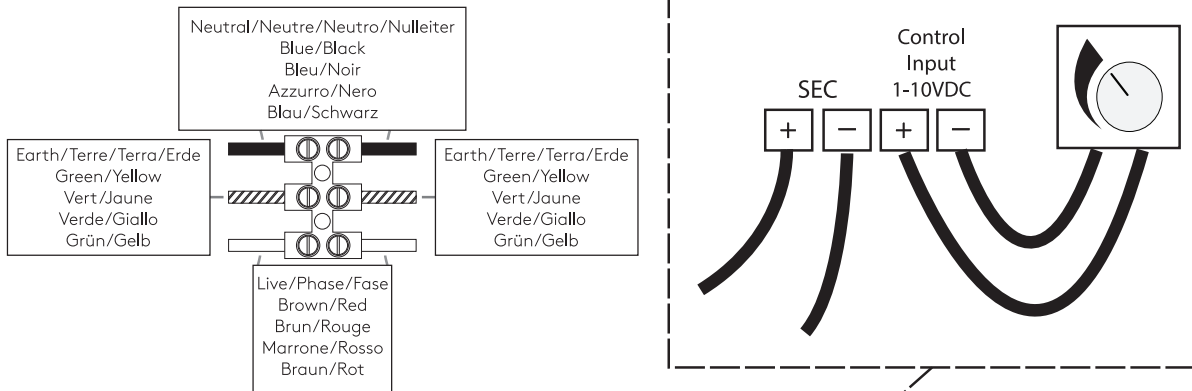 Neutral/Neutre/Neutro/Nulleiter
Blue/Black
Bleu/Noir
Azzurro/Nero
Blau/Schwarz
Earth/Terre/Terra/Erde
Green/Yellow
Vert/Jaune
Verde/Giallo
Grün/Gelb
Earth/Terre/Terra/Erde
Green/Yellow
Vert/Jaune
Verde/Giallo
Grün/Gelb
Live/Phase/Fase
Brown/Red
Brun/Rouge
Marrone/Rosso
Braun/Rot
SEC
Control
Input
1-10VDC
+ − + −